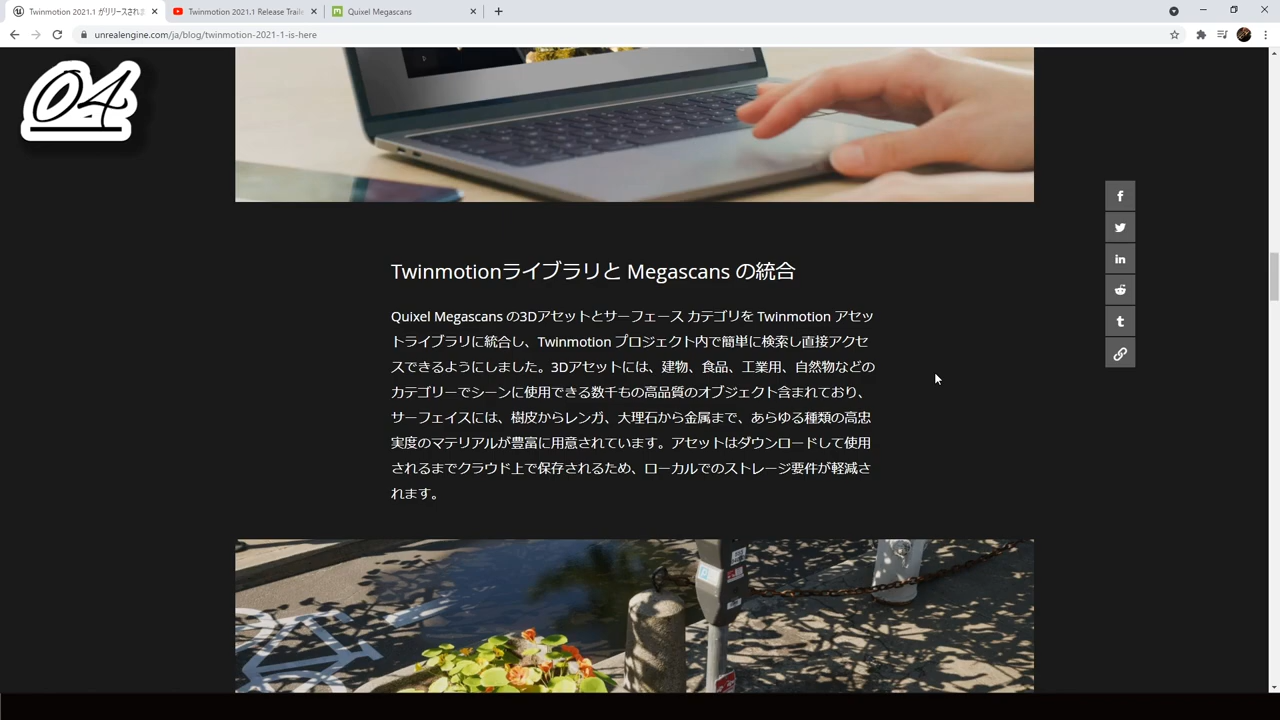 Twinmotion 2021.1 がリリースされま
Twinmotion 2021.1 Release Traile
Quixel Megascans
unrealengine.com/ja/blog/twinmotion-2021-1-is-here
04
Twinmotionライブラリと Megascans の統合
Quixel Megascans の3Dアセットとサーフェース カテゴリを Twinmotion アセッ
トライブラリに統合し、Twinmotion プロジェクト内で簡単に検索し直接アクセ
スできるようにしました。3Dアセットには、建物、食品、工業用、自然物などの
カテゴリーでシーンに使用できる数千もの高品質のオブジェクト含まれており、
サーフェイスには、樹皮からレンガ、大理石から金属まで、あらゆる種類の高忠
実度のマテリアルが豊富に用意されています。アセットはダウンロードして使用
されるまでクラウド上で保存されるため、ローカルでのストレージ要件が軽減さ
れます。